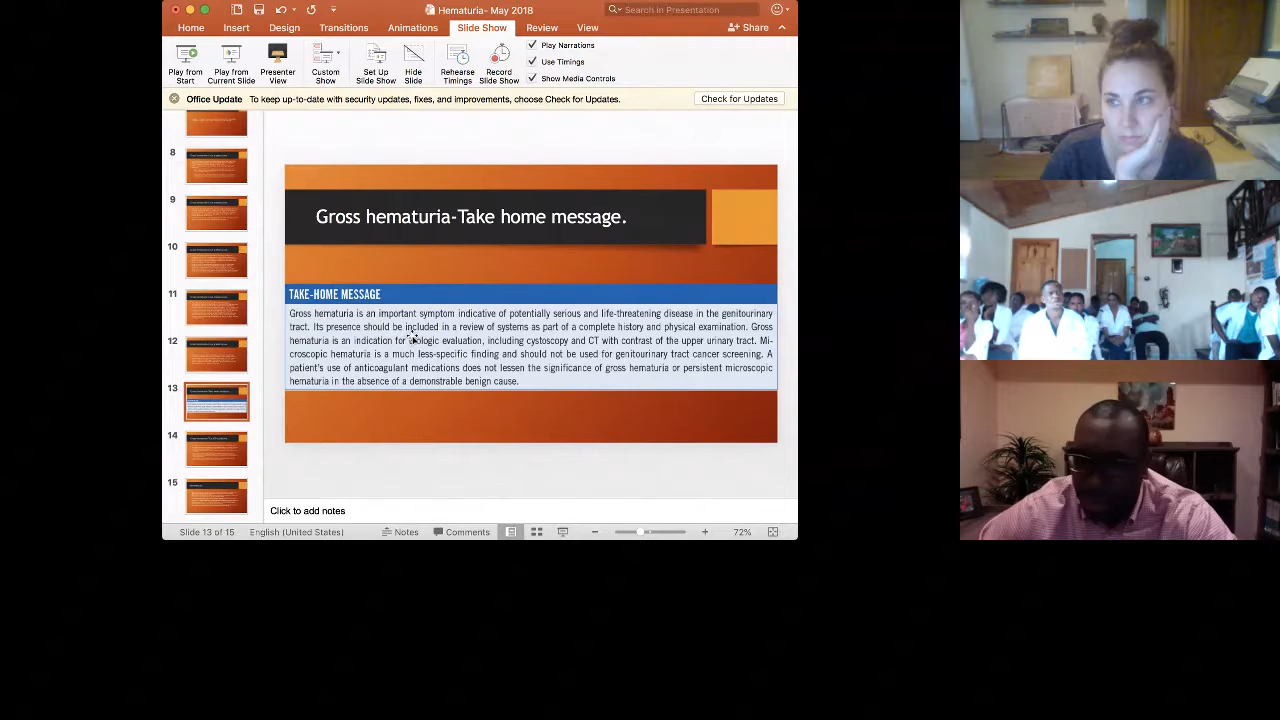 Hematuria- May 2018
Search in Presentation
Home Insert Design Transitions Animations Slide Show Review View Share
Play from Start
Play from Current Slide
Presenter View
Custom Show
Set Up Slide Show
Hide Slide
Rehearse Timings
Record Slide Show
Play Narrations
Use Timings
Show Media Controls
Office Update To keep up-to-date with security updates, fixes, and improvements, choose Check for Updates. Check for Updates
8
9
10
11
12
13
14
15
Gross Hematuria-The home message.
TAKE-HOME MESSAGE
hematuria is an important symptom and sign of potentially serious and life-threatening disease in the genitourinary
tract. Its presence should be included in a review of systems as part of a complete history and physical examination. Gross
hematuria is an indication for urologic evaluation including cystoscopy and CT with views of the upper urinary tract. Mi-
hematuria is much less-specific and should not be used for primary urinary tract cancer screening. A
patient's use of anticoagulant medications does not lessen the significance of gross hematuria or persistent microscopic
hematuria in the absence of a demonstrable benign cause.
Click to add notes
Slide 13 of 15 English (United States) Notes Comments 72%